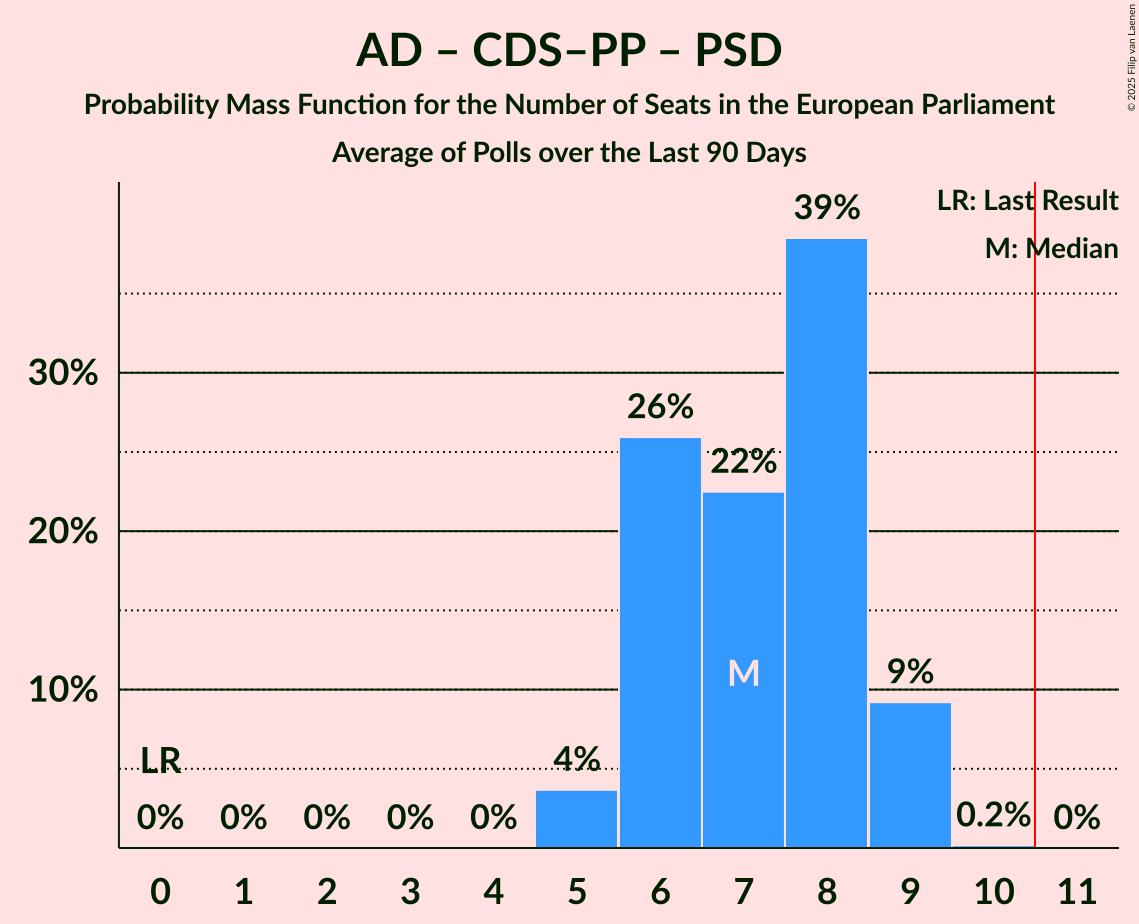 AD – CDS–PP – PSD
Probability Mass Function for the Number of Seats in the European Parliament
Average of Polls over the Last 90 Days
© 2025 Filip van Laenen
LR: Last Result
M: Median
39%
30%
26%
22%
20%
M
10%
9%
LR
4%
0% 0% 0% 0% 0% 0.2% 0%
0 1 2 3 4 5 6 7 8 9 10 11